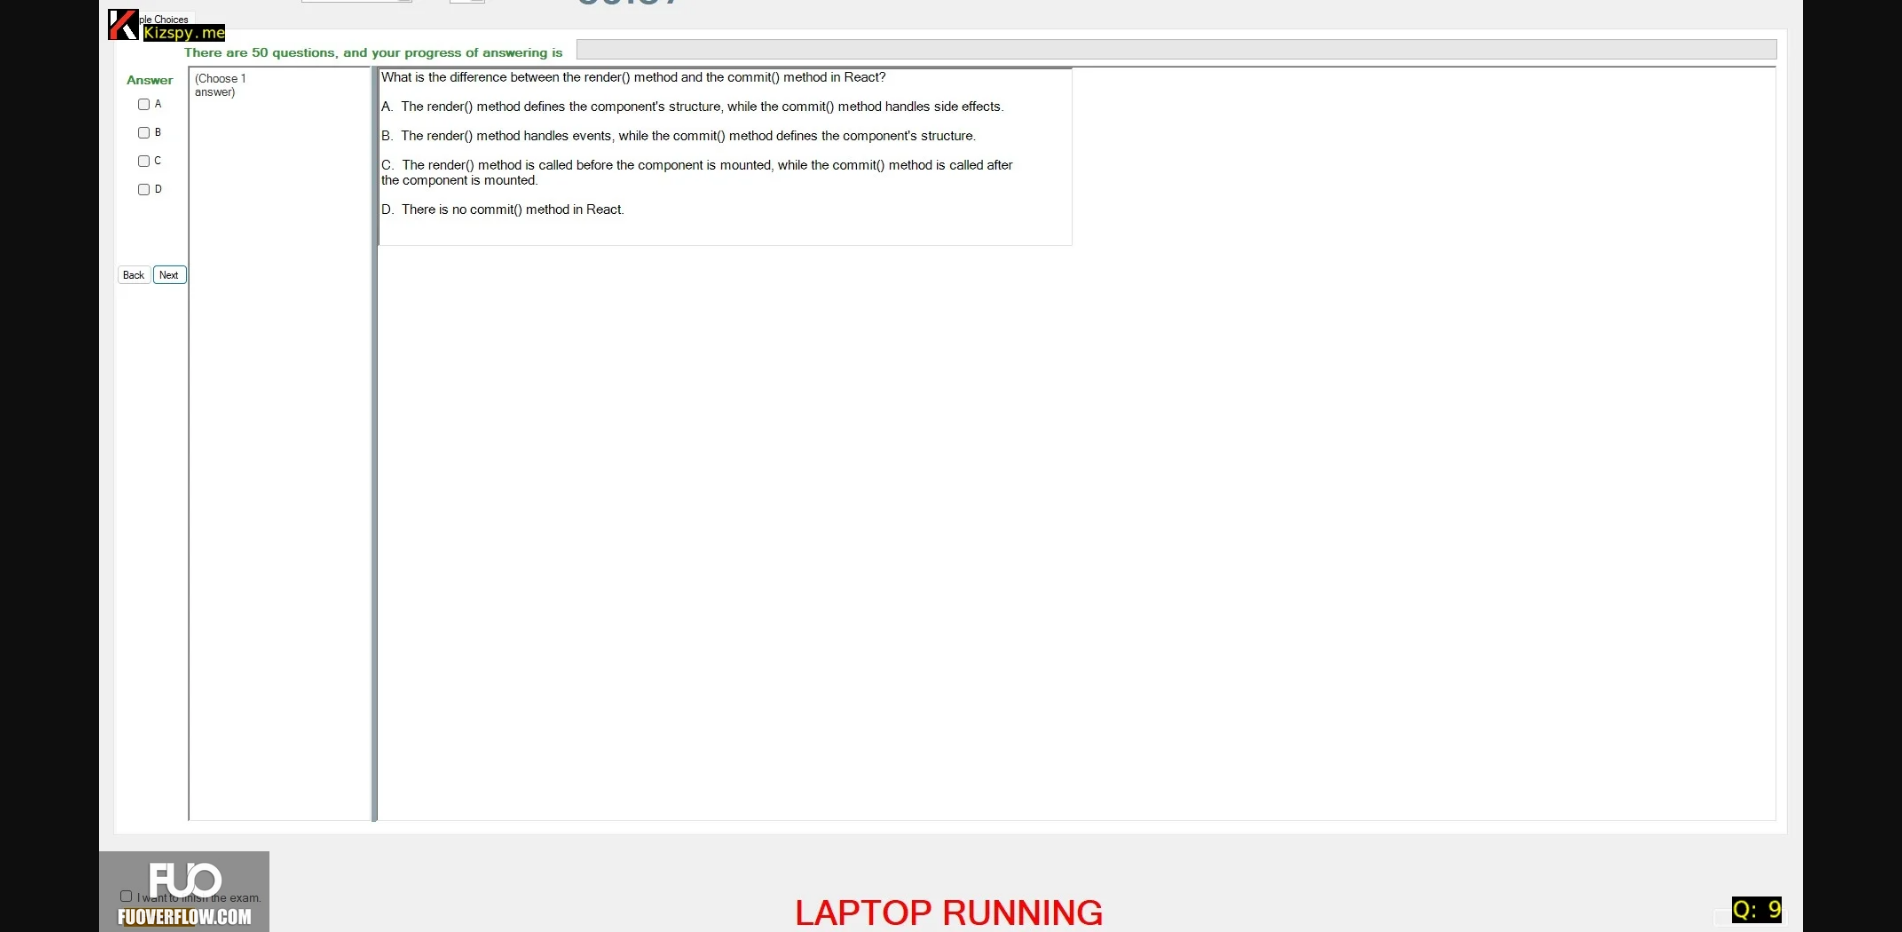 ple Choices
Kizspy.me
There are 50 questions, and your progress of answering is
Answer
(Choose 1
answer)
A
B
C
D
Back
Next
What is the difference between the render() method and the commit() method in React?
A. The render() method defines the component's structure, while the commit() method handles side effects.
B. The render() method handles events, while the commit() method defines the component's structure.
C. The render() method is called before the component is mounted, while the commit() method is called after
the component is mounted.
D. There is no commit() method in React.
FUO
I want to finish the exam.
FUOVERFLOW.COM
LAPTOP RUNNING
Q: 9